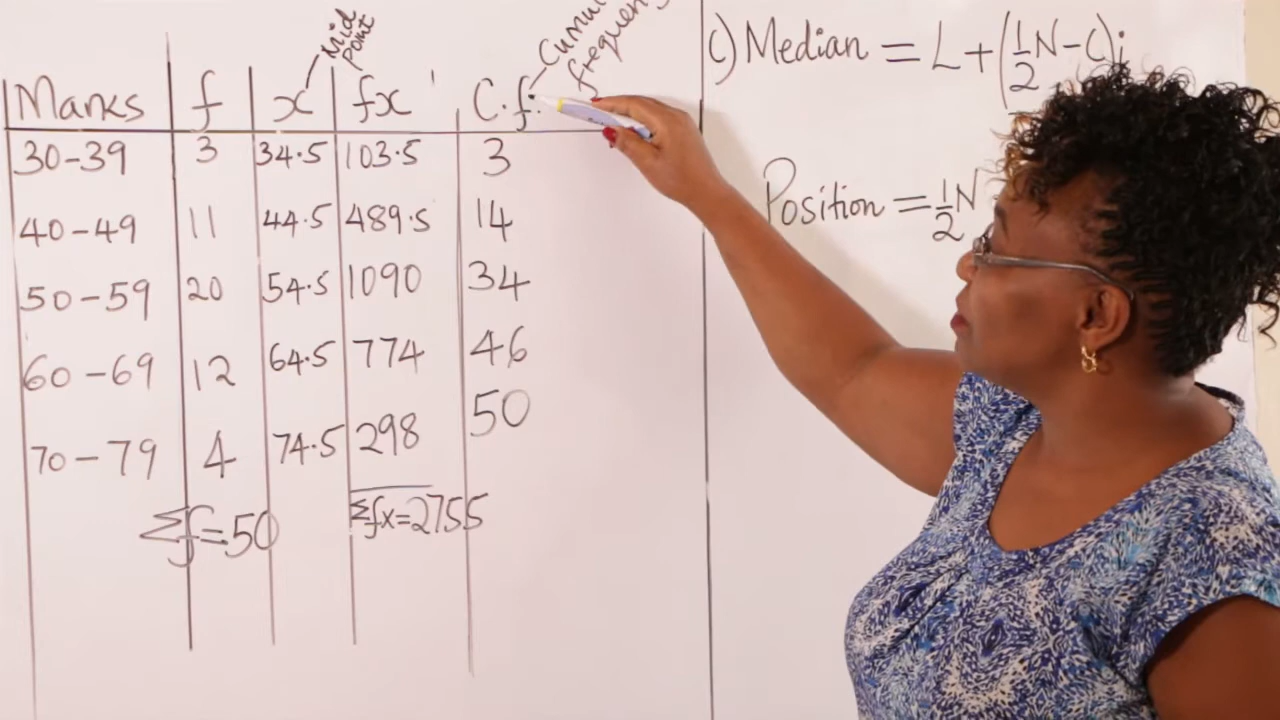 Marks f x Mid point fx C.f.
30-39 3 34.5 103.5 3
40-49 11 44.5 489.5 14
50-59 20 54.5 1090 34
60-69 12 64.5 774 46
70-79 4 74.5 298 50
Σf=50 Σfx=2755
c) Median = L + (½N - C)i
Position = ½N